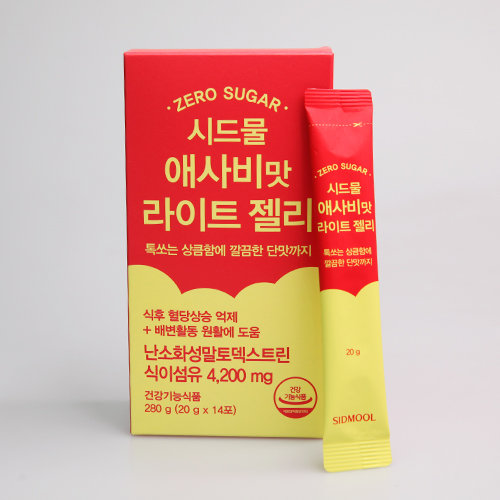 · ZERO SUGAR ·
시드물
애사비맛
라이트 젤리
톡쏘는 상큼함에 깔끔한 단맛까지
식후 혈당상승 억제
+ 배변활동 원활에 도움
난소화성말토덱스트린
식이섬유 4,200 mg
건강기능식품
280 g (20 g x 14포)
건강
기능식품
· ZERO SUGAR ·
시드물
애사비맛
라이트 젤리
톡쏘는 상큼함에
깔끔한 단맛까지
20 g
SIDMOOL